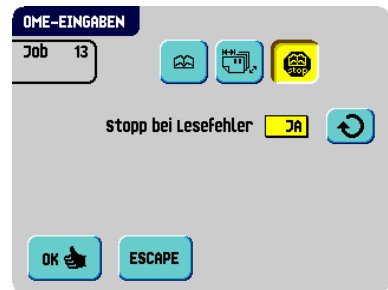 OME-EINGABEN
Job 13
stop
Stopp bei Lesefehler JA
OK ESCAPE